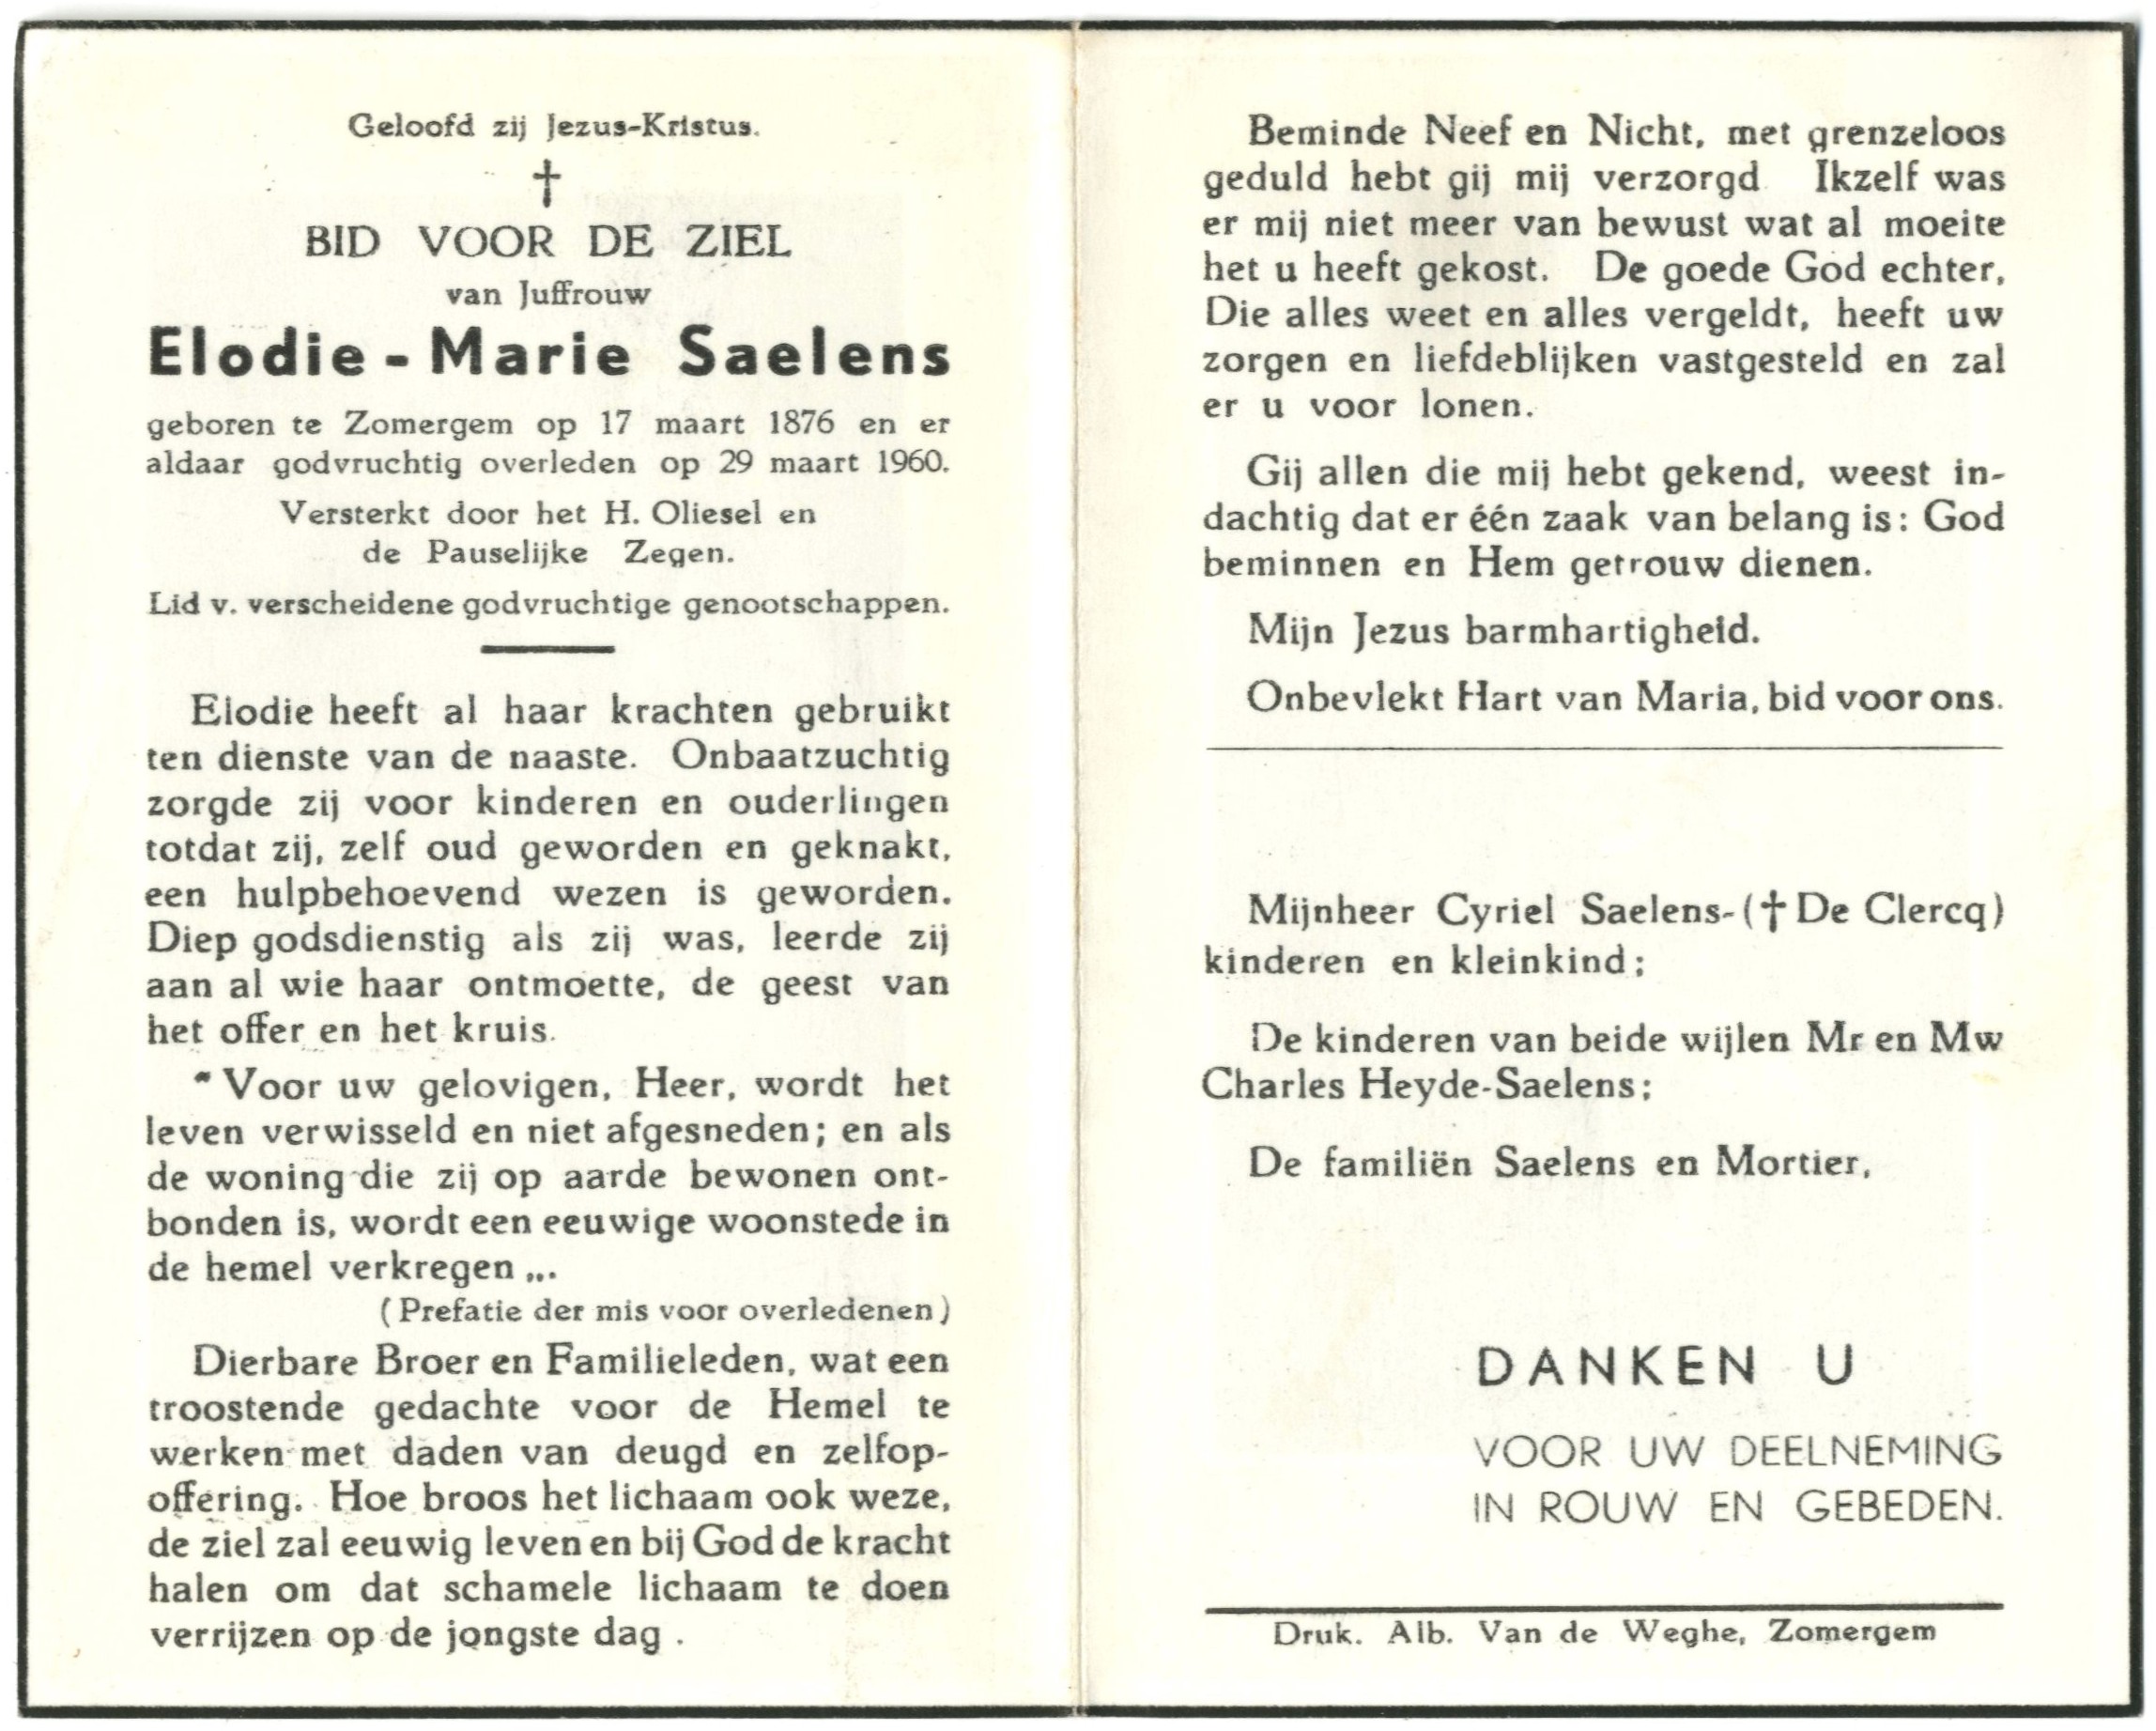 Geloofd zij Jezus-Kristus.
†
BID VOOR DE ZIEL
van Juffrouw
Elodie - Marie Saelens
geboren te Zomergem op 17 maart 1876 en er
aldaar godvruchtig overleden op 29 maart 1960.
Versterkt door het H. Oliesel en
de Pauselijke Zegen.
Lid v. verscheidene godvruchtige genootschappen.
Elodie heeft al haar krachten gebruikt
ten dienste van de naaste. Onbaatzuchtig
zorgde zij voor kinderen en ouderlingen
totdat zij, zelf oud geworden en geknakt,
een hulpbehoevend wezen is geworden.
Diep godsdienstig als zij was, leerde zij
aan al wie haar ontmoette, de geest van
het offer en het kruis.
" Voor uw gelovigen, Heer, wordt het
leven verwisseld en niet afgesneden; en als
de woning die zij op aarde bewonen ont-
bonden is, wordt een eeuwige woonstede in
de hemel verkregen „.
( Prefatie der mis voor overledenen )
Dierbare Broer en Familieleden, wat een
troostende gedachte voor de Hemel te
werken met daden van deugd en zelfop-
offering. Hoe broos het lichaam ook weze,
de ziel zal eeuwig leven en bij God de kracht
halen om dat schamele lichaam te doen
verrijzen op de jongste dag .
Beminde Neef en Nicht, met grenzeloos
geduld hebt gij mij verzorgd Ikzelf was
er mij niet meer van bewust wat al moeite
het u heeft gekost. De goede God echter,
Die alles weet en alles vergeldt, heeft uw
zorgen en liefdeblijken vastgesteld en zal
er u voor lonen.
Gij allen die mij hebt gekend, weest in-
dachtig dat er één zaak van belang is: God
beminnen en Hem getrouw dienen.
Mijn Jezus barmhartigheid.
Onbevlekt Hart van Maria, bid voor ons.
Mijnheer Cyriel Saelens-(† De Clercq)
kinderen en kleinkind;
De kinderen van beide wijlen Mr en Mw
Charles Heyde-Saelens;
De familiën Saelens en Mortier,
DANKEN U
VOOR UW DEELNEMING
IN ROUW EN GEBEDEN.
Druk. Alb. Van de Weghe, Zomergem